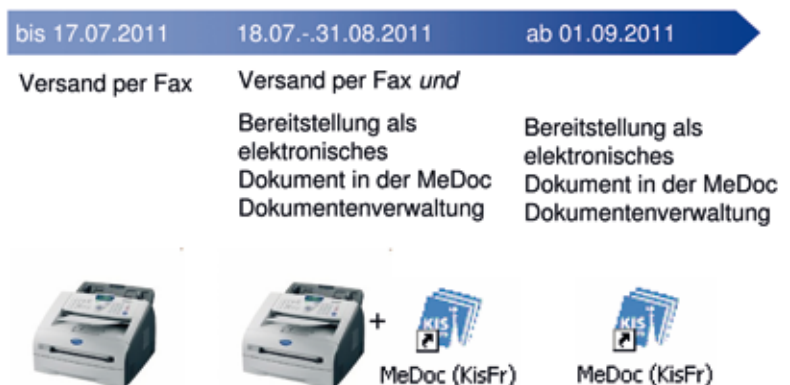 bis 17.07.2011
18.07.-.31.08.2011
ab 01.09.2011
Versand per Fax
Versand per Fax und
Bereitstellung als
elektronisches
Dokument in der MeDoc
Dokumentenverwaltung
Bereitstellung als
elektronisches
Dokument in der MeDoc
Dokumentenverwaltung
+
KIS
MeDoc (KisFr)
KIS
MeDoc (KisFr)